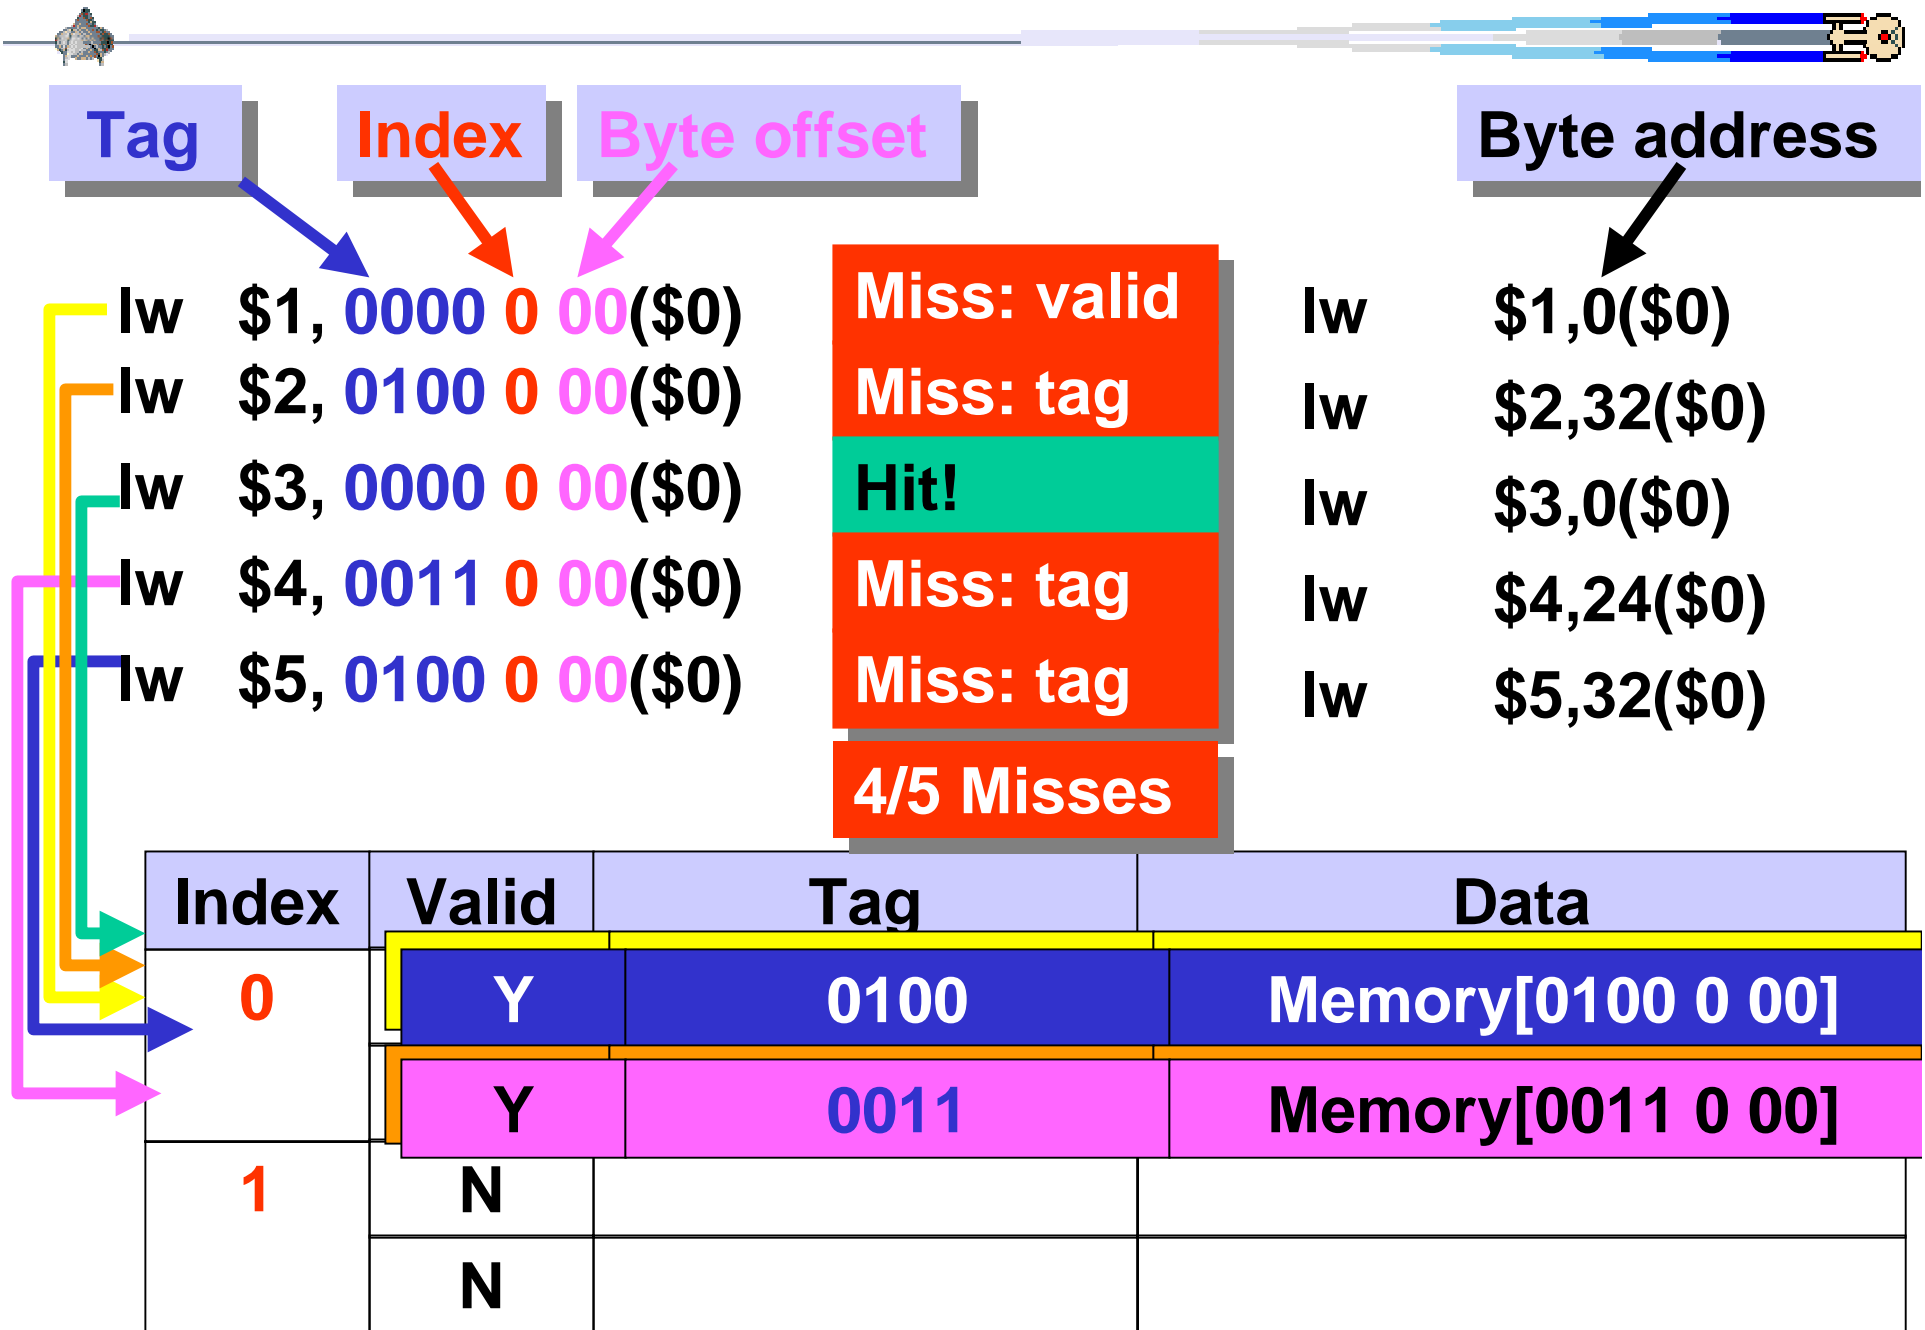 Tag Index Byte offset Byte address
lw $1, 0000 0 00($0) Miss: valid lw $1,0($0)
lw $2, 0100 0 00($0) Miss: tag lw $2,32($0)
lw $3, 0000 0 00($0) Hit! lw $3,0($0)
lw $4, 0011 0 00($0) Miss: tag lw $4,24($0)
lw $5, 0100 0 00($0) Miss: tag lw $5,32($0)
4/5 Misses
Index Valid Tag Data
0 Y 0100 Memory[0100 0 00]
Y 0011 Memory[0011 0 00]
1 N
N